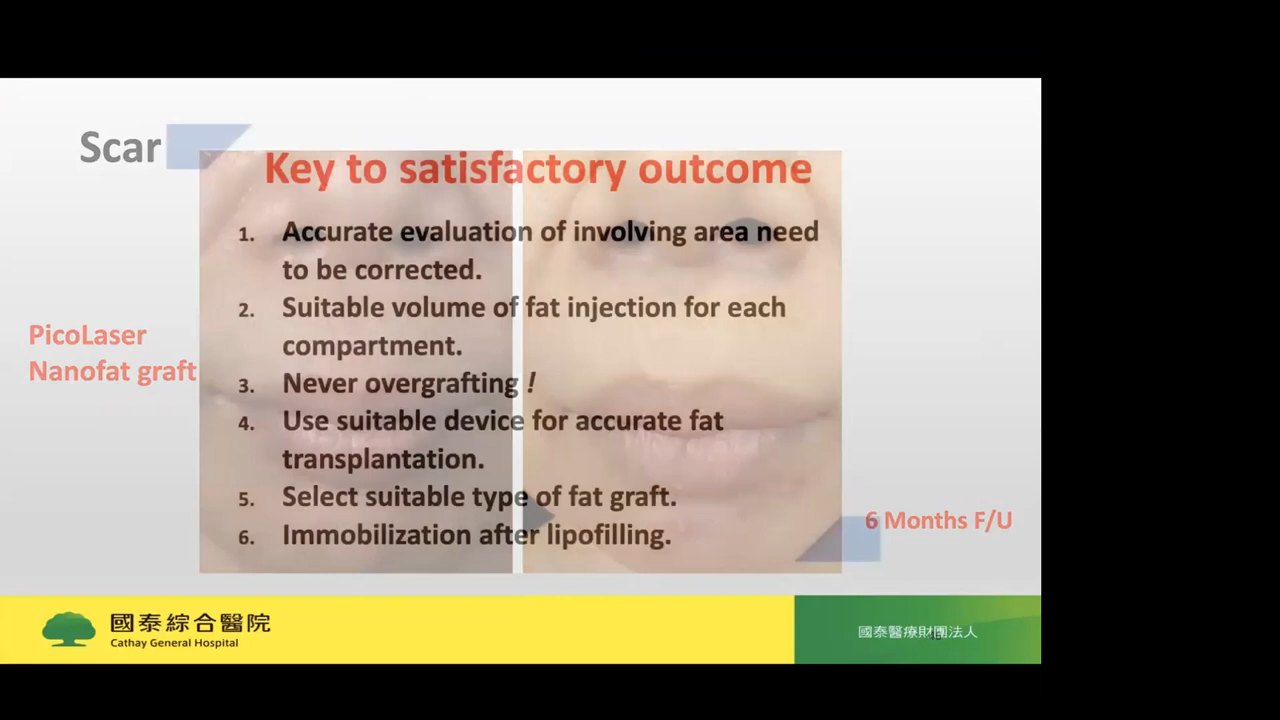 Scar
Key to satisfactory outcome
1. Accurate evaluation of involving area need
to be corrected.
2. Suitable volume of fat injection for each
compartment.
3. Never overgrafting !
4. Use suitable device for accurate fat
transplantation.
5. Select suitable type of fat graft.
6. Immobilization after lipofilling.
PicoLaser
Nanofat graft
6 Months F/U
國泰綜合醫院
Cathay General Hospital
國泰醫療財團法人